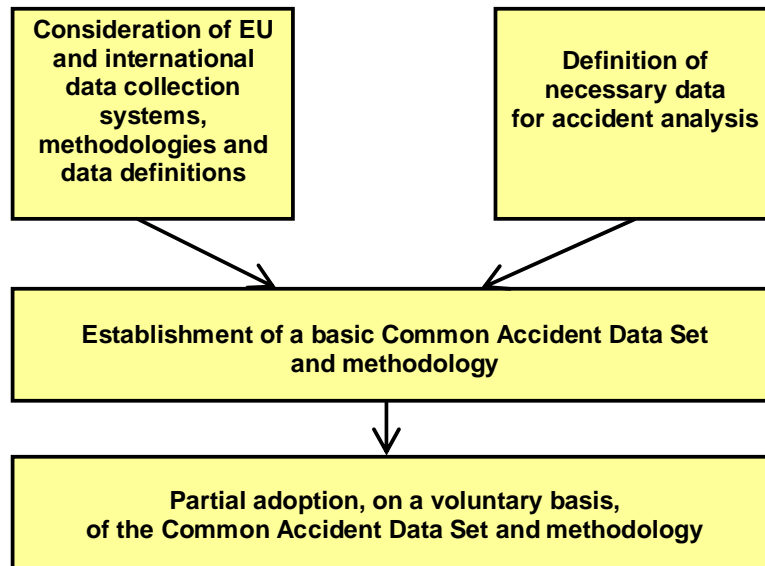 Consideration of EU
and international
data collection
systems,
methodologies and
data definitions
Definition of
necessary data
for accident analysis
Establishment of a basic Common Accident Data Set
and methodology
Partial adoption, on a voluntary basis,
of the Common Accident Data Set and methodology